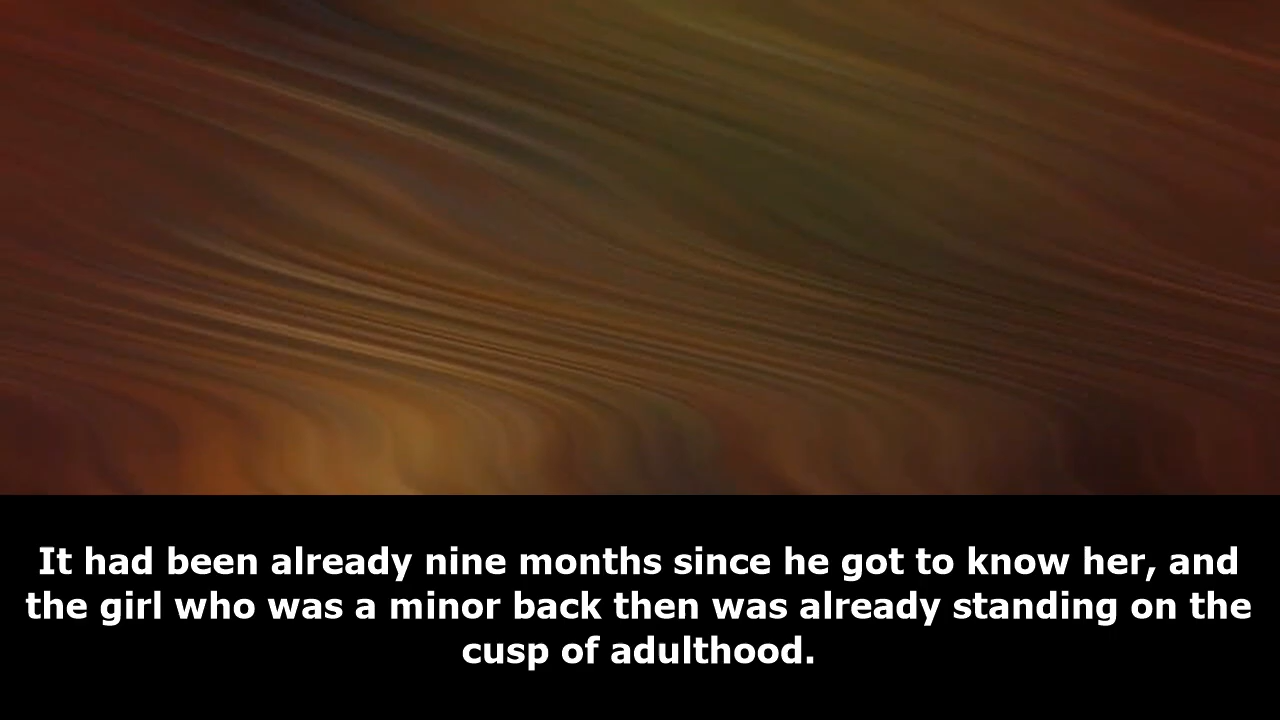 It had been already nine months since he got to know her, and
the girl who was a minor back then was already standing on the
cusp of adulthood.